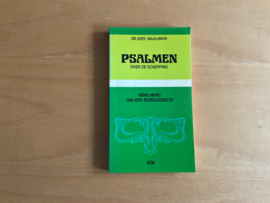 DR KEES WAAIJMAN
PSALMEN
OVER DE SCHEPPING
VERKLARING
VAN EEN BIJBELGEDEELTE
KOK